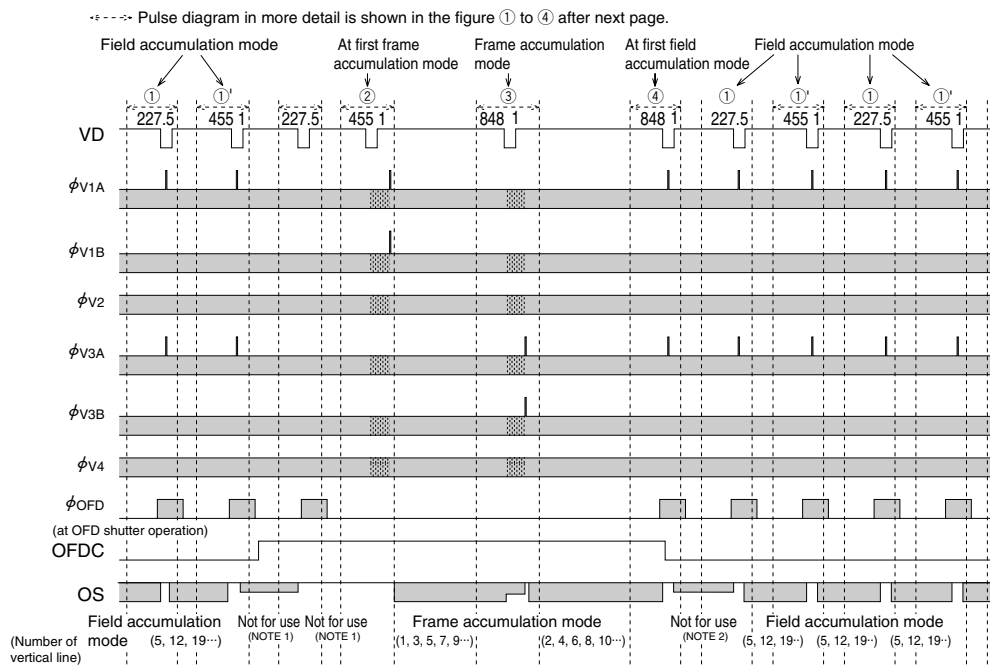 Pulse diagram in more detail is shown in the figure ① to ④ after next page.
Field accumulation mode
At first frame
accumulation mode
Frame accumulation
mode
At first field
accumulation mode
Field accumulation mode
① ①' ② ③ ④ ① ①' ① ①'
227.5 455 1 227.5 455 1 848 1 848 1 227.5 455 1 227.5 455 1
VD
ϕV1A
ϕV1B
ϕV2
ϕV3A
ϕV3B
ϕV4
ϕOFD
(at OFD shutter operation)
OFDC
OS
(Number of
vertical line)
Field accumulation
mode (5, 12, 19···)
Not for use
(NOTE 1)
Not for use
(NOTE 1)
Frame accumulation mode
(1, 3, 5, 7, 9···) (2, 4, 6, 8, 10···)
Not for use
(NOTE 2)
Field accumulation mode
(5, 12, 19··) (5, 12, 19··) (5, 12, 19··)